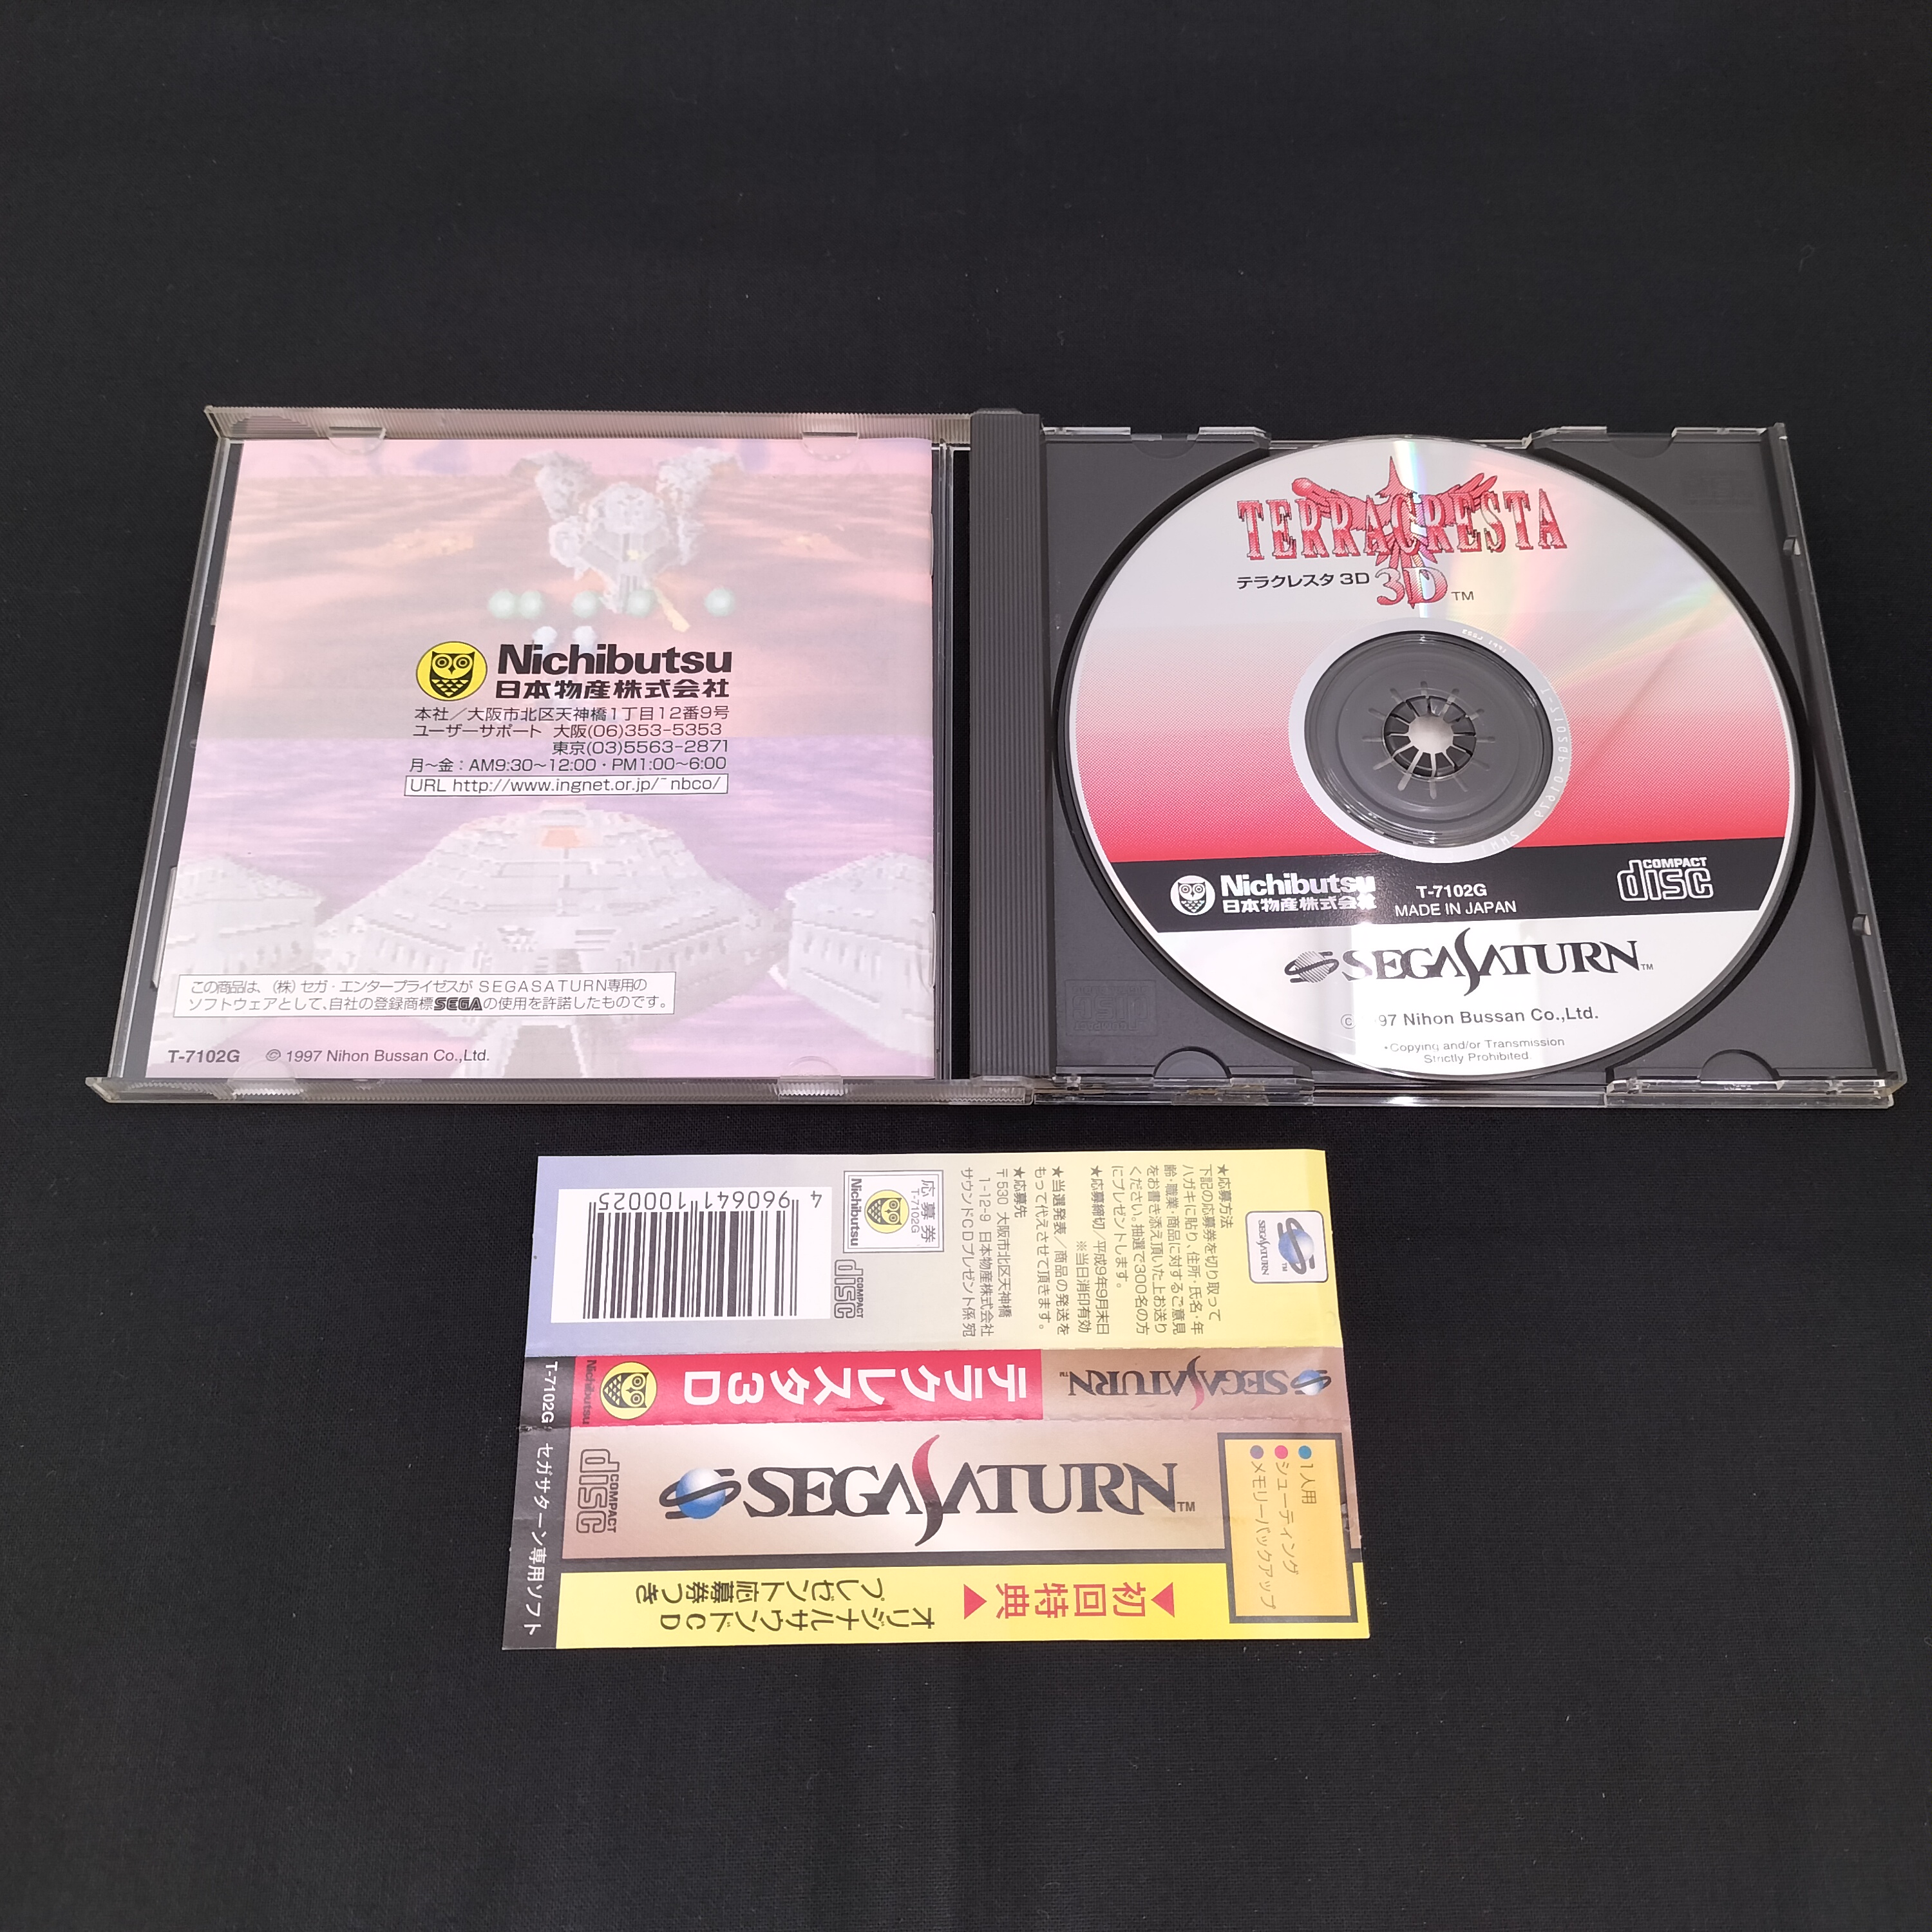 Nichibutsu
日本物産株式会社
本社／大阪市北区天神橋1丁目12番9号
ユーザーサポート 大阪(06)353-5353
東京(03)5563-2871
月〜金：AM9:30〜12:00・PM1:00〜6:00
URL http://www.ingnet.or.jp/~nbco/
この商品は、(株)セガ・エンタープライゼスが SEGASATURN専用の
ソフトウェアとして、自社の登録商標SEGAの使用を許諾したものです。
T-7102G © 1997 Nihon Bussan Co.,Ltd.
TERRA CRESTA
テラクレスタ 3D 3D TM
Nichibutsu
日本物産株式会社
T-7102G
MADE IN JAPAN
COMPACT
disc
SEGA SATURN TM
97 Nihon Bussan Co.,Ltd.
•Copying and/or Transmission
Strictly Prohibited.
SEGA SATURN TM
★応募方法
下記の応募券を切り取って
ハガキに貼り、住所・氏名・年
齢・職業・商品に対するご意見
をお書き添え頂いた上お送り
ください。抽選で300名の方
にプレゼントします。
★応募締切／平成9年9月末日
※当日消印有効
★当選発表／商品の発送を
もって代えさせて頂きます。
★応募先
〒530 大阪市北区天神橋
1-12-9 日本物産株式会社
サウンドCDプレゼント係 宛
応募券
T-7102G
Nichibutsu
COMPACT
disc
4 960641 100025
SEGA SATURN TM
テラクレスタ3D
Nichibutsu
T-7102G
1人用
シューティング
メモリーバックアップ
SEGA SATURN TM
COMPACT
disc
セガサターン専用ソフト
初回特典
オリジナルサウンドCD
プレゼント応募券つき